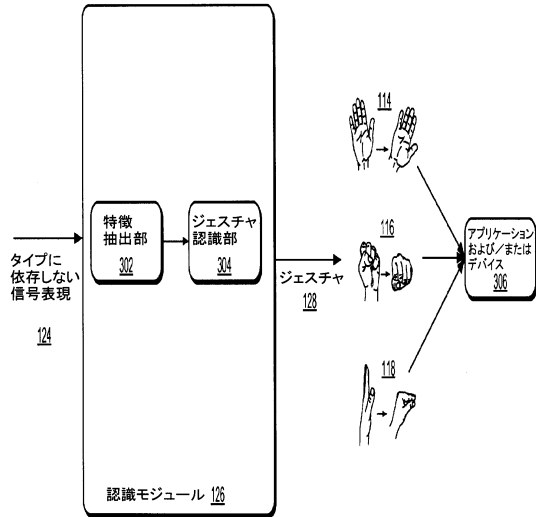 タイプに
依存しない
信号表現
124
特徴
抽出部
302
ジェスチャ
認識部
304
認識モジュール 126
ジェスチャ
128
114
116
118
アプリケーション
および／または
デバイス
306